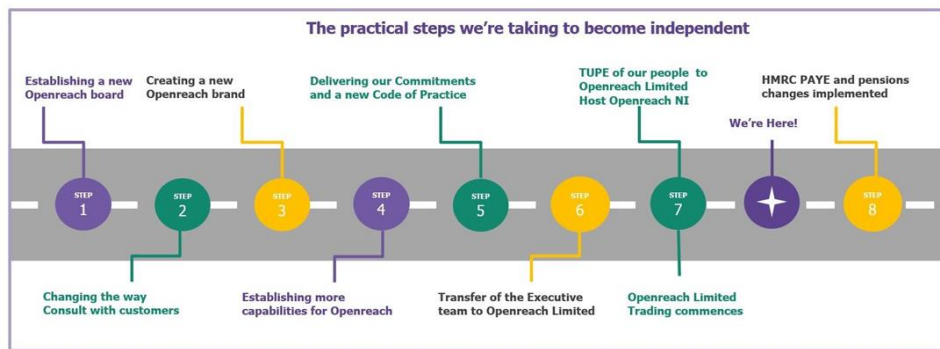 The practical steps we're taking to become independent
Establishing a new
Openreach board
Creating a new
Openreach brand
Delivering our Commitments
and a new Code of Practice
TUPE of our people to
Openreach Limited
Host Openreach NI
We're Here!
HMRC PAYE and pensions
changes implemented
STEP
1
STEP
2
STEP
3
STEP
4
STEP
5
STEP
6
STEP
7
STEP
8
Changing the way
Consult with customers
Establishing more
capabilities for Openreach
Transfer of the Executive
team to Openreach Limited
Openreach Limited
Trading commences